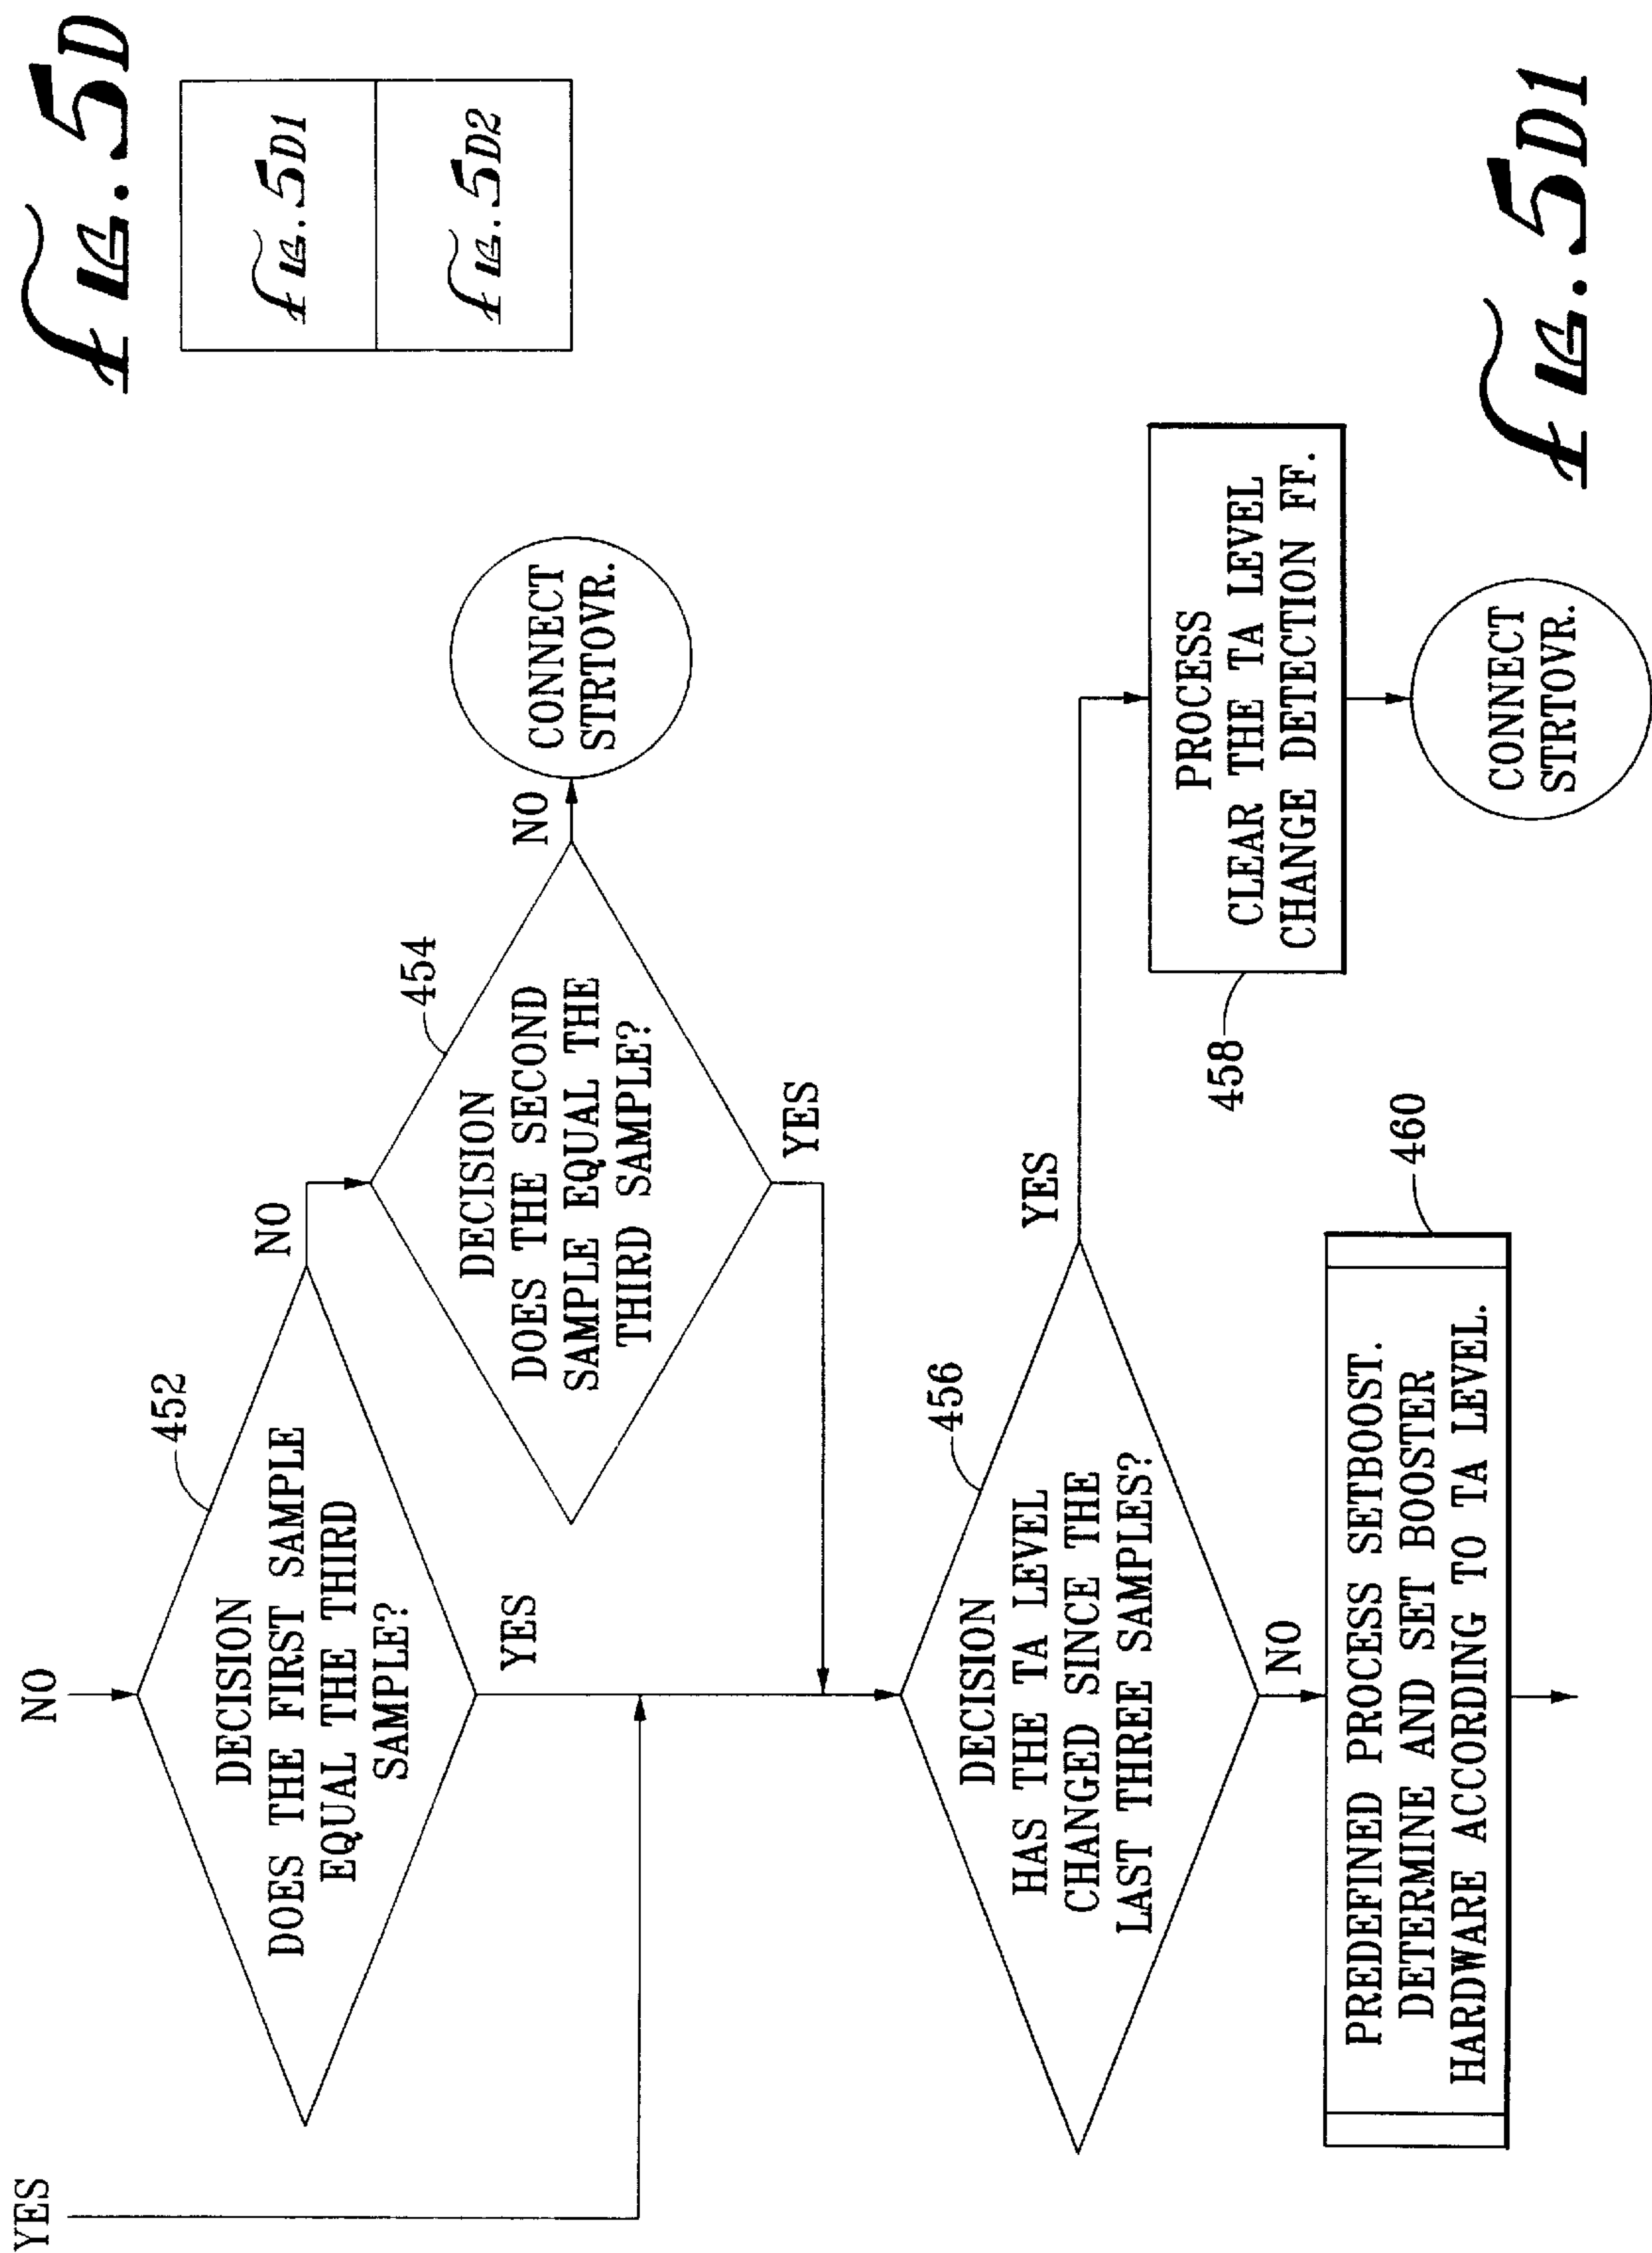 FIG. 5D
FIG. 5D1
FIG. 5D2
YES
NO
452
DECISION
DOES THE FIRST SAMPLE
EQUAL THE THIRD
SAMPLE?
NO
YES
454
DECISION
DOES THE SECOND
SAMPLE EQUAL THE
THIRD SAMPLE?
NO
CONNECT
STRTOVR.
YES
456
DECISION
HAS THE TA LEVEL
CHANGED SINCE THE
LAST THREE SAMPLES?
YES
NO
458
PROCESS
CLEAR THE TA LEVEL
CHANGE DETECTION FF.
CONNECT
STRTOVR.
460
PREDEFINED PROCESS SETBOOST.
DETERMINE AND SET BOOSTER
HARDWARE ACCORDING TO TA LEVEL.
FIG. 5D1